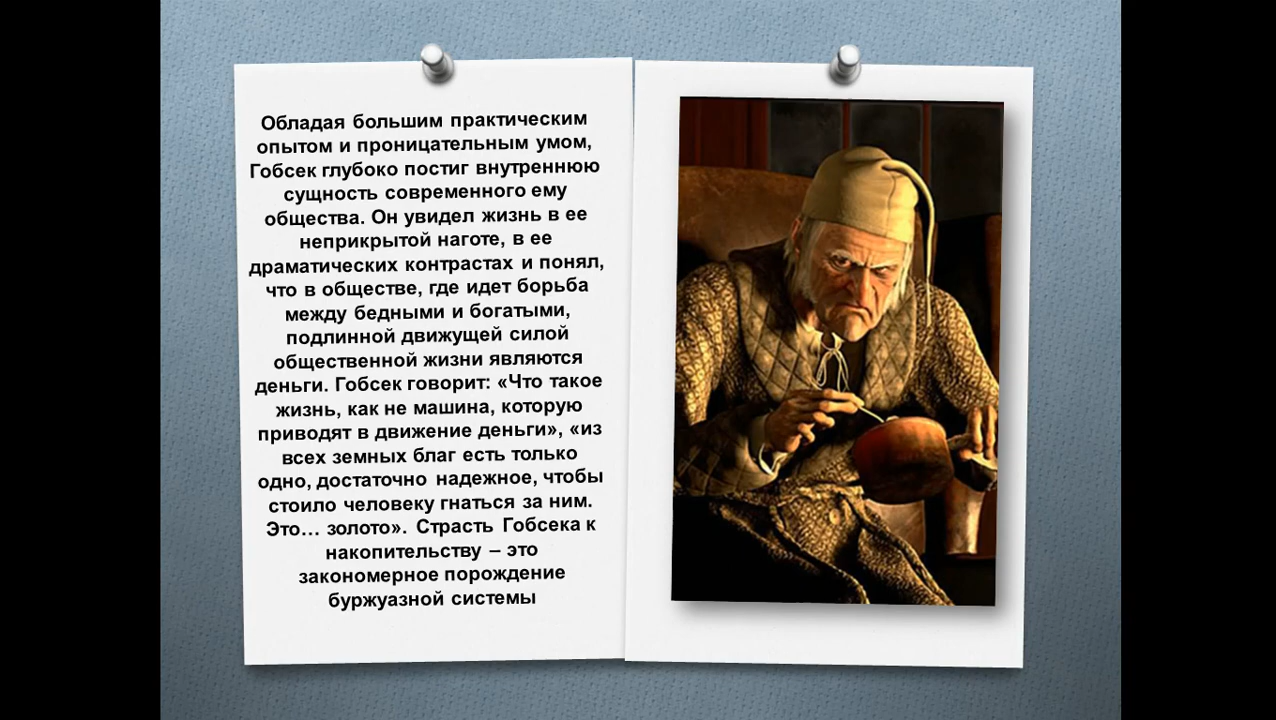 Обладая большим практическим
опытом и проницательным умом,
Гобсек глубоко постиг внутреннюю
сущность современного ему
общества. Он увидел жизнь в ее
неприкрытой наготе, в ее
драматических контрастах и понял,
что в обществе, где идет борьба
между бедными и богатыми,
подлинной движущей силой
общественной жизни являются
деньги. Гобсек говорит: «Что такое
жизнь, как не машина, которую
приводят в движение деньги», «из
всех земных благ есть только
одно, достаточно надежное, чтобы
стоило человеку гнаться за ним.
Это… золото». Страсть Гобсека к
накопительству – это
закономерное порождение
буржуазной системы